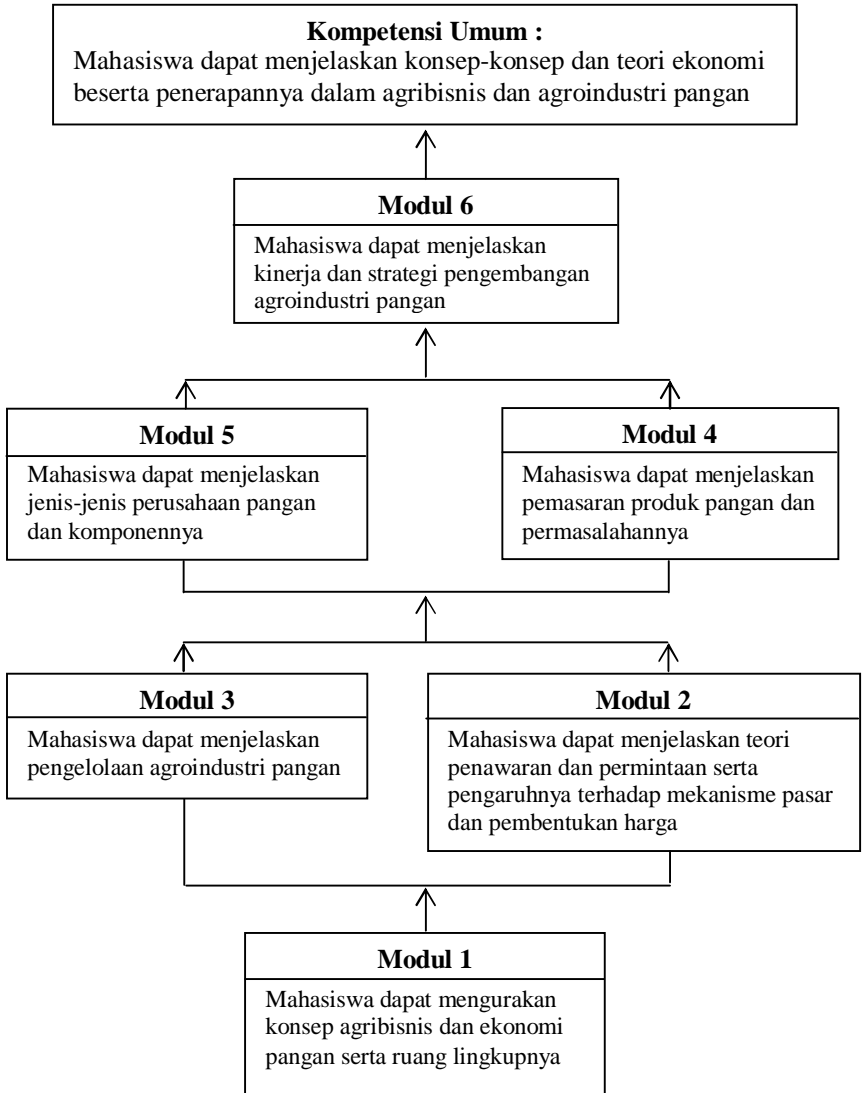 Kompetensi Umum :
Mahasiswa dapat menjelaskan konsep-konsep dan teori ekonomi
beserta penerapannya dalam agribisnis dan agroindustri pangan
Modul 6
Mahasiswa dapat menjelaskan
kinerja dan strategi pengembangan
agroindustri pangan
Modul 5
Mahasiswa dapat menjelaskan
jenis-jenis perusahaan pangan
dan komponennya
Modul 4
Mahasiswa dapat menjelaskan
pemasaran produk pangan dan
permasalahannya
Modul 3
Mahasiswa dapat menjelaskan
pengelolaan agroindustri pangan
Modul 2
Mahasiswa dapat menjelaskan teori
penawaran dan permintaan serta
pengaruhnya terhadap mekanisme pasar
dan pembentukan harga
Modul 1
Mahasiswa dapat mengurakan
konsep agribisnis dan ekonomi
pangan serta ruang lingkupnya